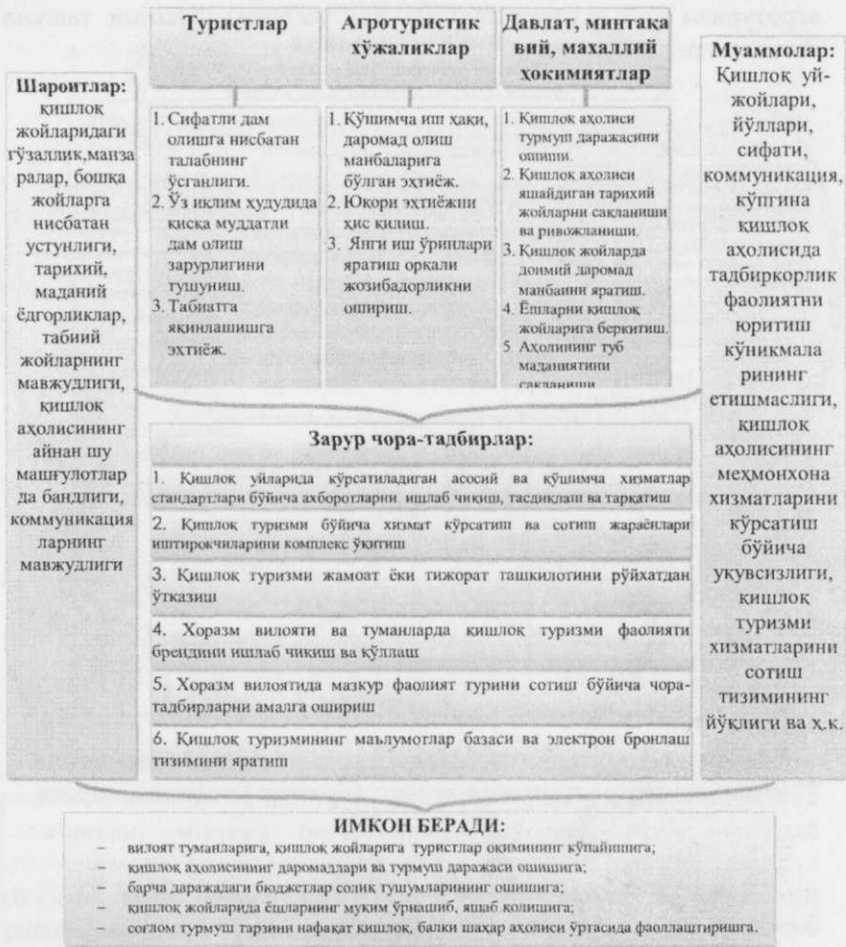 Шароитлар:
қишлоқ
жойларидаги
гўзаллик,манза
ралар, бошқа
жойларга
нисбатан
устунлиги,
тарихий,
маданий
ёдгорликлар,
табиий
жойларнинг
мавжудлиги,
қишлоқ
аҳолисининг
айнан шу
машғулотлар
да бандлиги,
коммуникация
ларнинг
мавжудлиги
Туристлар
1. Сифатли дам
олишга нисбатан
талабнинг
ўсганлиги.
2. Ўз иқлим ҳудудида
қисқа муддатли
дам олиш
зарурлигини
тушуниш.
3. Табиатга
яқинлашишга
эҳтиёж.
Агротуристик
хўжаликлар
1. Қўшимча иш ҳақи,
даромад олиш
манбаларига
бўлган эҳтиёж.
2. Юқори эҳтиёжни
ҳис қилиш.
3. Янги иш ўринлари
яратиш орқали
жозибадорликни
ошириш.
Давлат, минтақа
вий, махаллий
ҳокимиятлар
1. Қишлоқ аҳолиси
турмуш даражасини
ошиши.
2. Қишлоқ аҳолиси
яшайдиган тарихий
жойларни сақланиши
ва ривожланиши.
3. Қишлоқ жойларда
доимий даромад
манбаини яратиш.
4. Ёшларни қишлоқ
жойларига беркитиш.
5 Аҳолининг туб
маданиятини
сақланиши
Муаммолар:
Қишлоқ уй-
жойлари,
йўллари,
сифати,
коммуникация,
кўпгина
қишлоқ
аҳолисида
тадбиркорлик
фаолиятни
юритиш
кўникмала
рининг
етишмаслиги,
қишлоқ
аҳолисининг
меҳмонхона
хизматларини
кўрсатиш
бўйича
уқувсизлиги,
қишлоқ
туризми
хизматларини
сотиш
тизимининг
йўқлиги ва ҳ.к.
Зарур чора-тадбирлар:
1. Қишлоқ уйларида кўрсатиладиган асосий ва қўшимча хизматлар
стандартлари бўйича ахборотларни ишлаб чиқиш, тасдиқлаш ва тарқатиш
2. Қишлоқ туризми бўйича хизмат кўрсатиш ва сотиш жараёнлари
иштирокчиларини комплекс ўқитиш
3. Қишлоқ туризми жамоат ёки тижорат ташкилотини рўйхатдан
ўтказиш
4. Хоразм вилояти ва туманларда қишлоқ туризми фаолияти
брендини ишлаб чиқиш ва қўллаш
5. Хоразм вилоятида мазкур фаолият турини сотиш бўйича чора-
тадбирларни амалга ошириш
6. Қишлоқ туризмининг маълумотлар базаси ва электрон бронлаш
тизимини яратиш
ИМКОН БЕРАДИ:
– вилоят туманларига, қишлоқ жойларига туристлар оқимининг кўпайишига;
– қишлоқ аҳолисининг даромадлари ва турмуш даражаси ошишига;
– барча даражадаги бюджетлар солиқ тушумларининг ошишига;
– қишлоқ жойларида ёшларнинг муқим ўрнашиб, яшаб қолишига;
– соғлом турмуш тарзини нафақат қишлоқ, балки шаҳар аҳолиси ўртасида фаоллаштиришга.